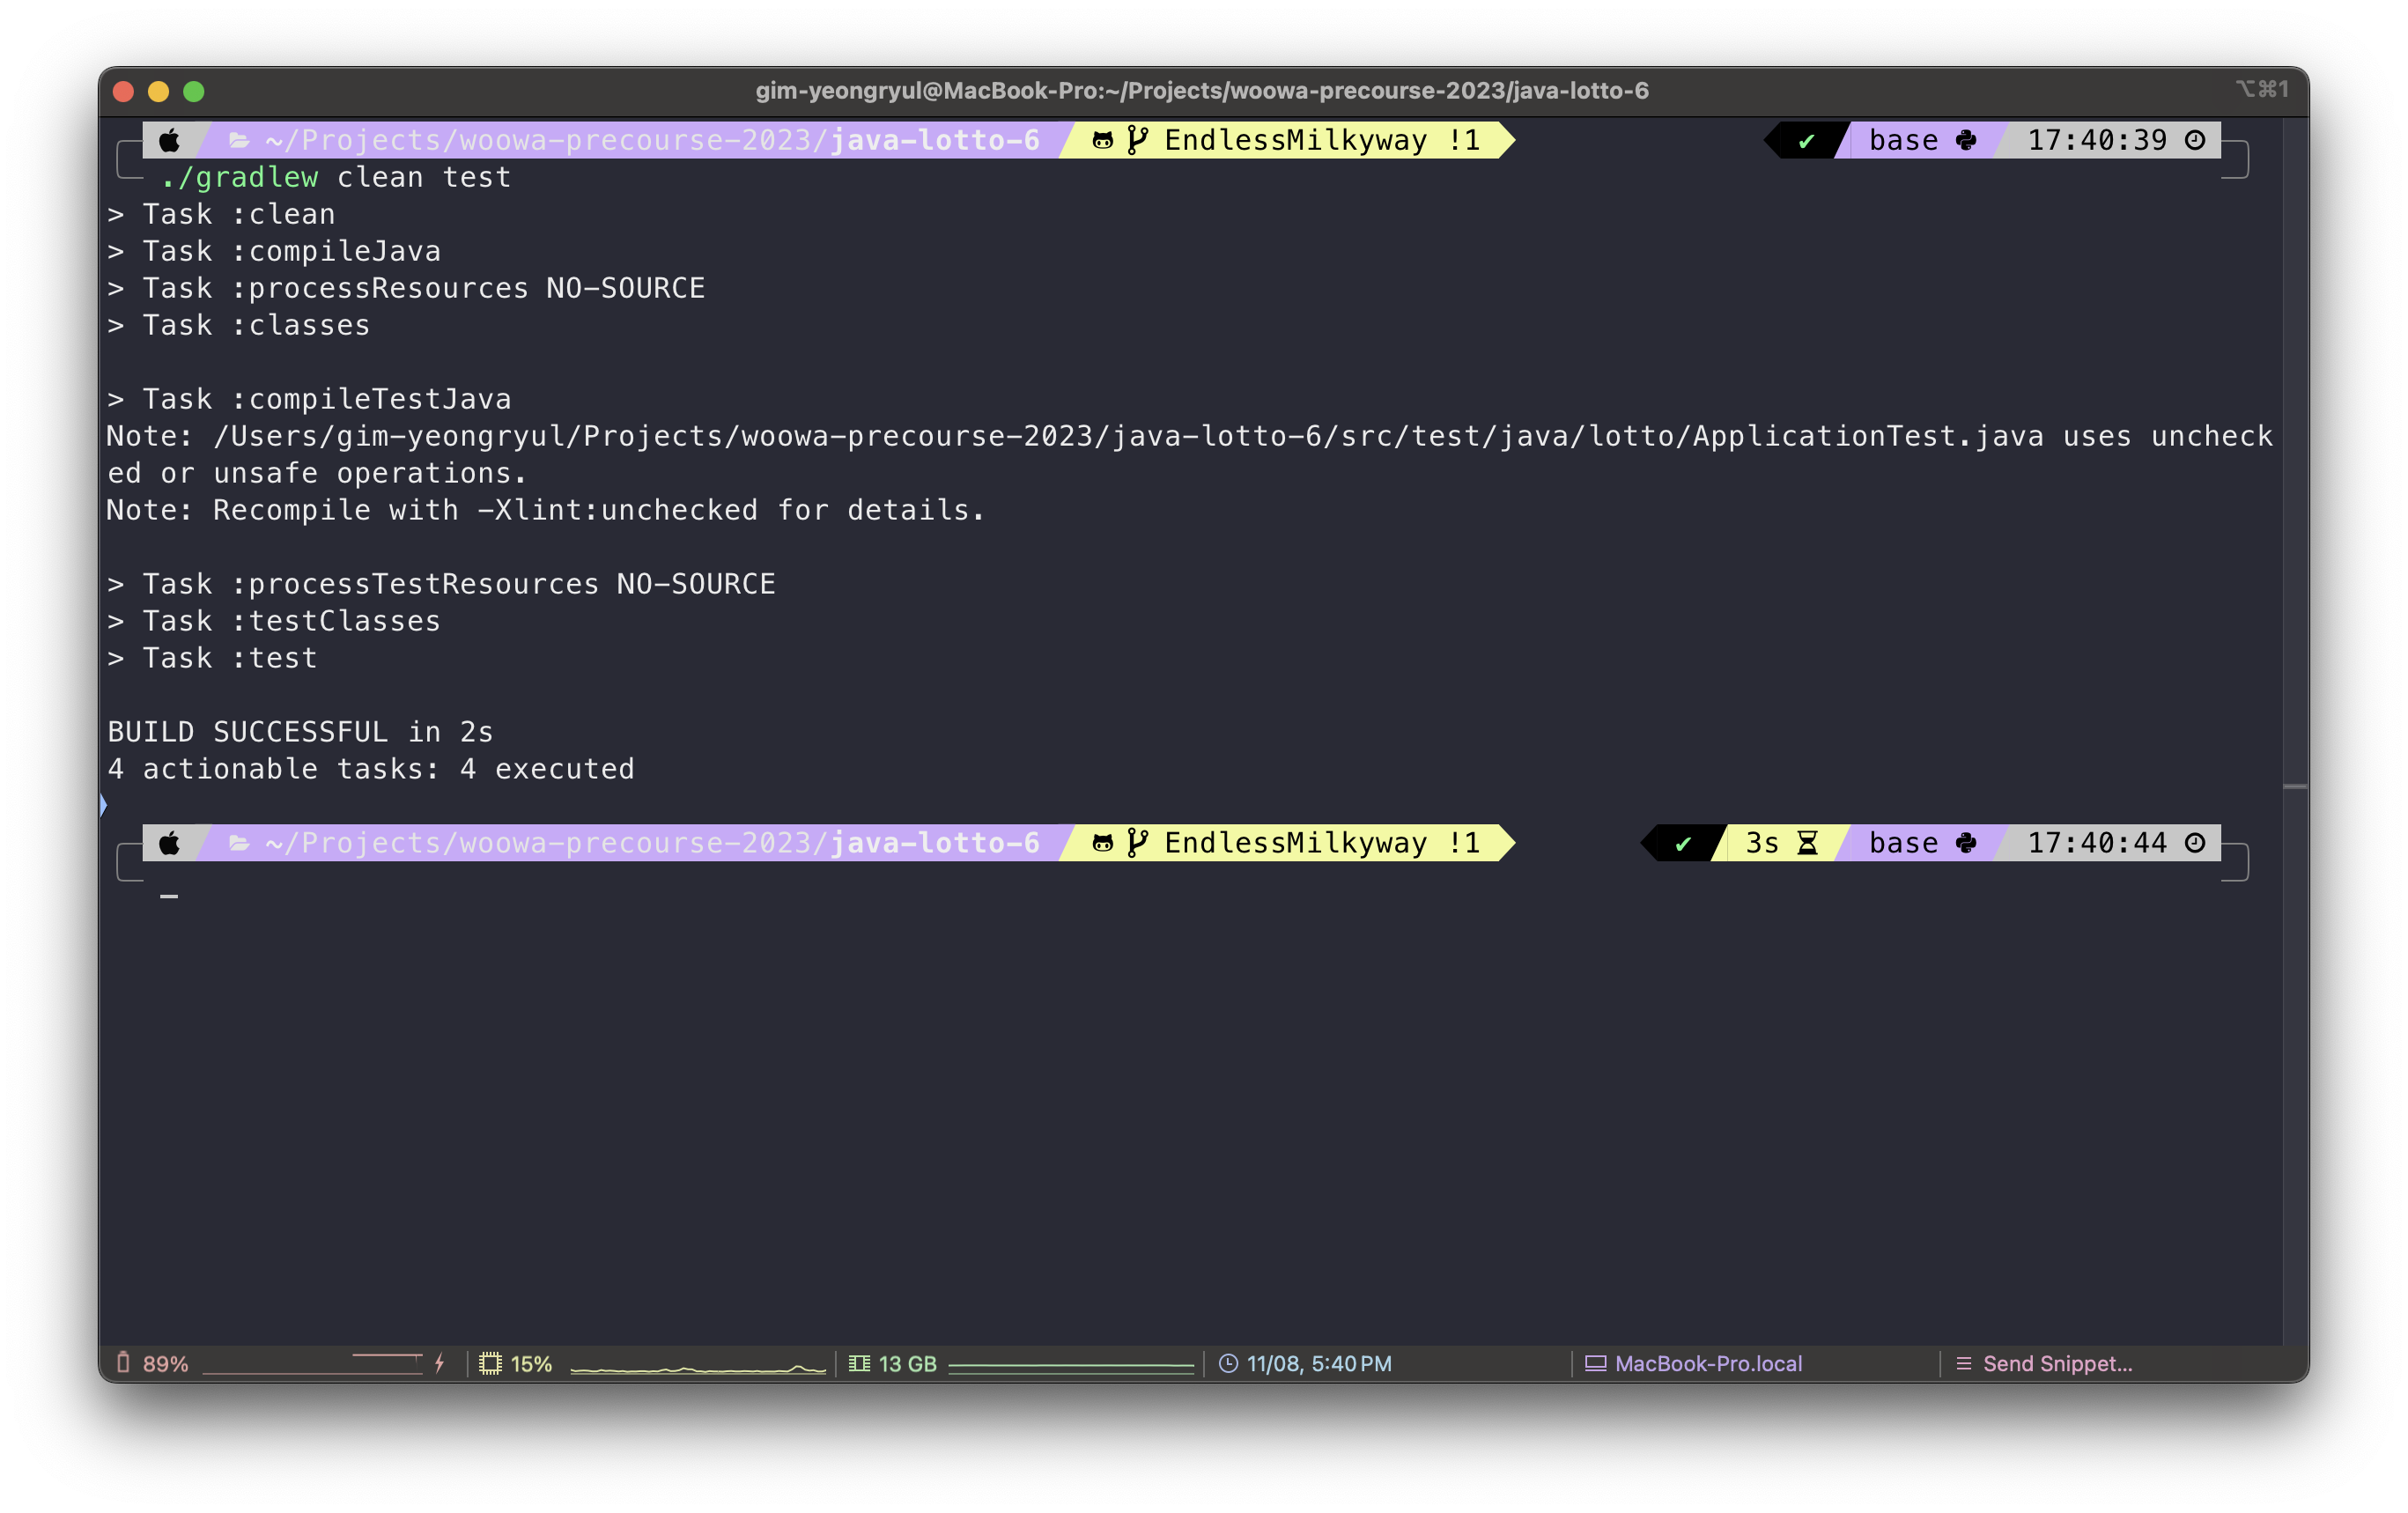 gim-yeongryul@MacBook-Pro:~/Projects/woowa-precourse-2023/java-lotto-6 ⌥⌘1
~/Projects/woowa-precourse-2023/java-lotto-6 EndlessMilkyway !1 ✔ base 17:40:39
./gradlew clean test
> Task :clean
> Task :compileJava
> Task :processResources NO-SOURCE
> Task :classes
> Task :compileTestJava
Note: /Users/gim-yeongryul/Projects/woowa-precourse-2023/java-lotto-6/src/test/java/lotto/ApplicationTest.java uses uncheck
ed or unsafe operations.
Note: Recompile with -Xlint:unchecked for details.
> Task :processTestResources NO-SOURCE
> Task :testClasses
> Task :test
BUILD SUCCESSFUL in 2s
4 actionable tasks: 4 executed
~/Projects/woowa-precourse-2023/java-lotto-6 EndlessMilkyway !1 ✔ 3s base 17:40:44
89% 15% 13 GB 11/08, 5:40 PM MacBook-Pro.local Send Snippet...